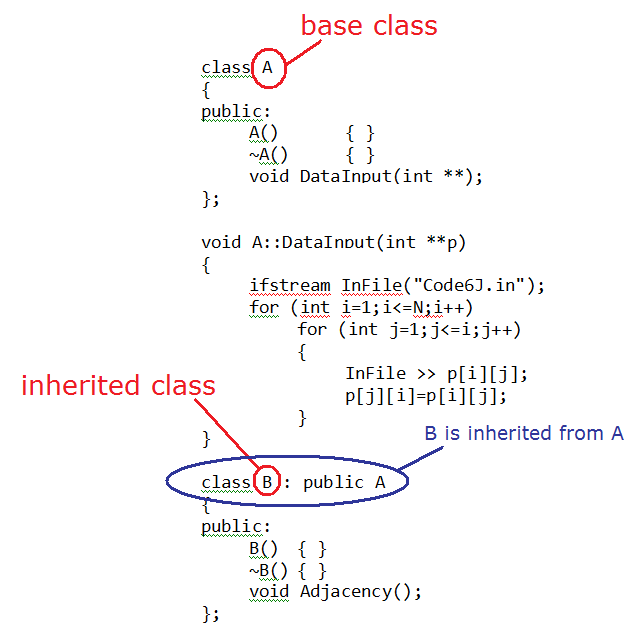 base class
class A
{
public:
A() { }
~A() { }
void DataInput(int **);
};
void A::DataInput(int **p)
{
ifstream InFile("Code6J.in");
for (int i=1;i<=N;i++)
for (int j=1;j<=i;j++)
{
InFile >> p[i][j];
p[j][i]=p[i][j];
}
}
inherited class
B is inherited from A
class B : public A
{
public:
B() { }
~B() { }
void Adjacency();
};